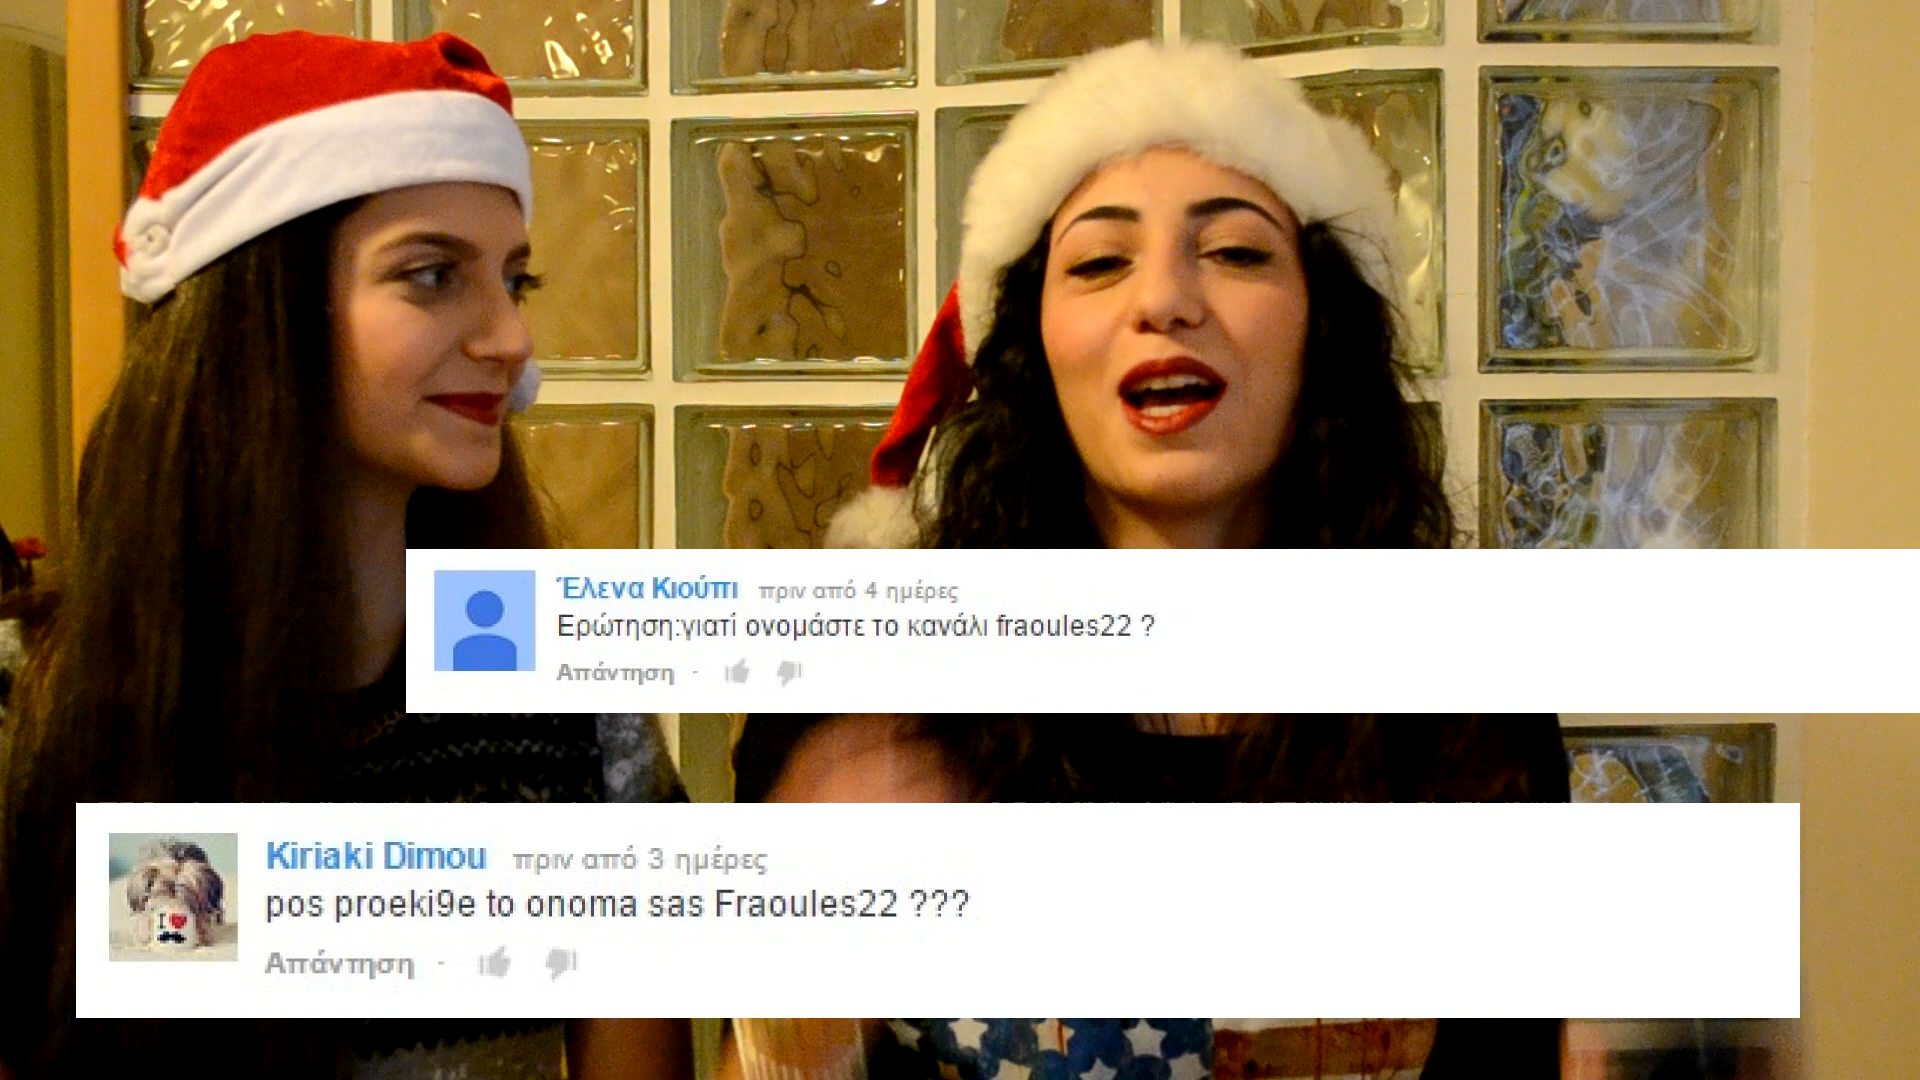 Έλενα Κιούπι πριν από 4 ημέρες
Ερώτηση:γιατί ονομάστε το κανάλι fraoules22 ?
Απάντηση ·
Kiriaki Dimou πριν από 3 ημέρες
pos proeki9e to onoma sas Fraoules22 ???
Απάντηση ·
I ♥